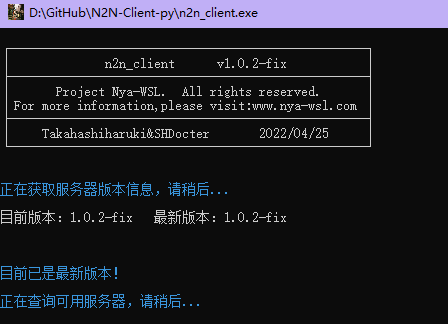 D:\GitHub\N2N-Client-py\n2n_client.exe
n2n_client v1.0.2-fix
Project Nya-WSL. All rights reserved.
For more information,please visit:www.nya-wsl.com
Takahashiharuki&SHDocter 2022/04/25
正在获取服务器版本信息，请稍后...
目前版本：1.0.2-fix 最新版本：1.0.2-fix
目前已是最新版本！
正在查询可用服务器，请稍后...